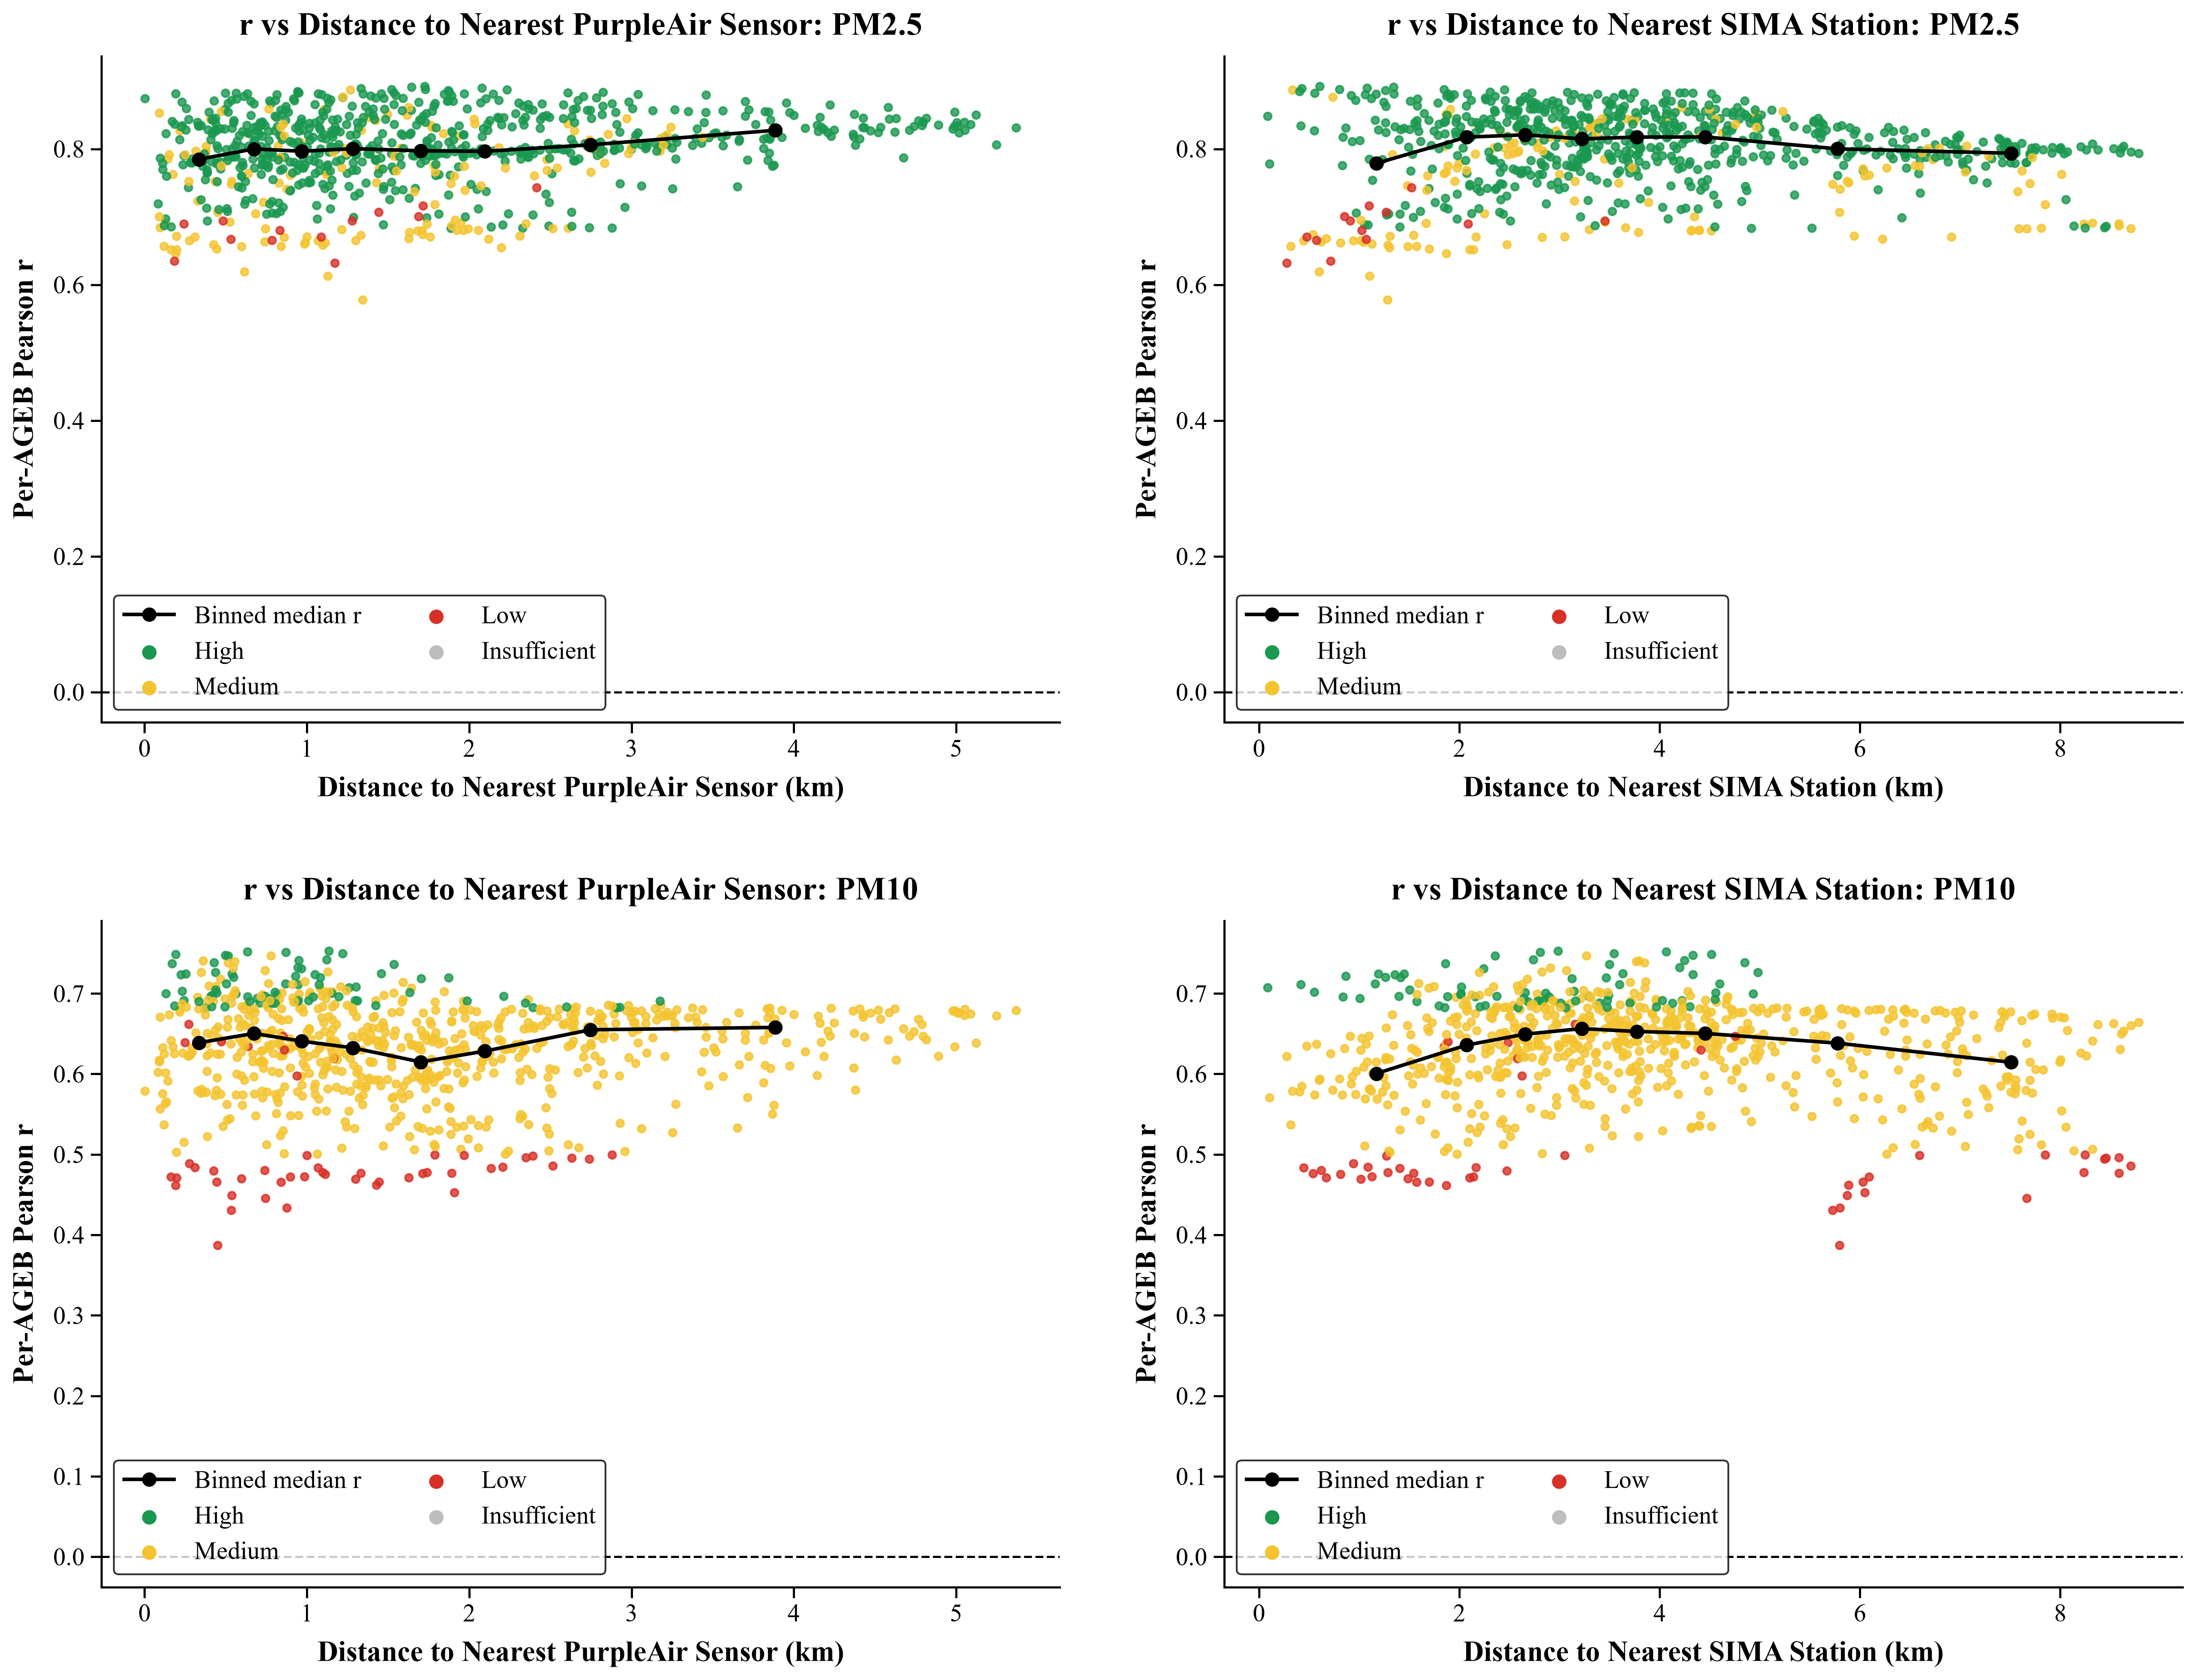 r vs Distance to Nearest PurpleAir Sensor: PM2.5
Per-AGEB Pearson r
0.8
0.6
0.4
0.2
0.0
Binned median r
High
Medium
Low
Insufficient
0 1 2 3 4 5
Distance to Nearest PurpleAir Sensor (km)
r vs Distance to Nearest SIMA Station: PM2.5
Per-AGEB Pearson r
0.8
0.6
0.4
0.2
0.0
Binned median r
High
Medium
Low
Insufficient
0 2 4 6 8
Distance to Nearest SIMA Station (km)
r vs Distance to Nearest PurpleAir Sensor: PM10
Per-AGEB Pearson r
0.7
0.6
0.5
0.4
0.3
0.2
0.1
0.0
Binned median r
High
Medium
Low
Insufficient
0 1 2 3 4 5
Distance to Nearest PurpleAir Sensor (km)
r vs Distance to Nearest SIMA Station: PM10
Per-AGEB Pearson r
0.7
0.6
0.5
0.4
0.3
0.2
0.1
0.0
Binned median r
High
Medium
Low
Insufficient
0 2 4 6 8
Distance to Nearest SIMA Station (km)